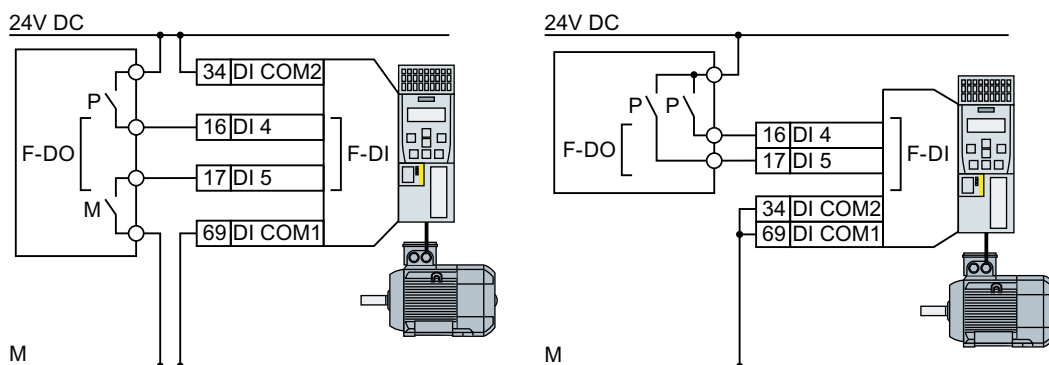 24V DC
34 DI COM2
P
16 DI 4
F-DO
F-DI
17 DI 5
M
69 DI COM1
M
24V DC
P P
16 DI 4
F-DO
17 DI 5
F-DI
34 DI COM2
69 DI COM1
M